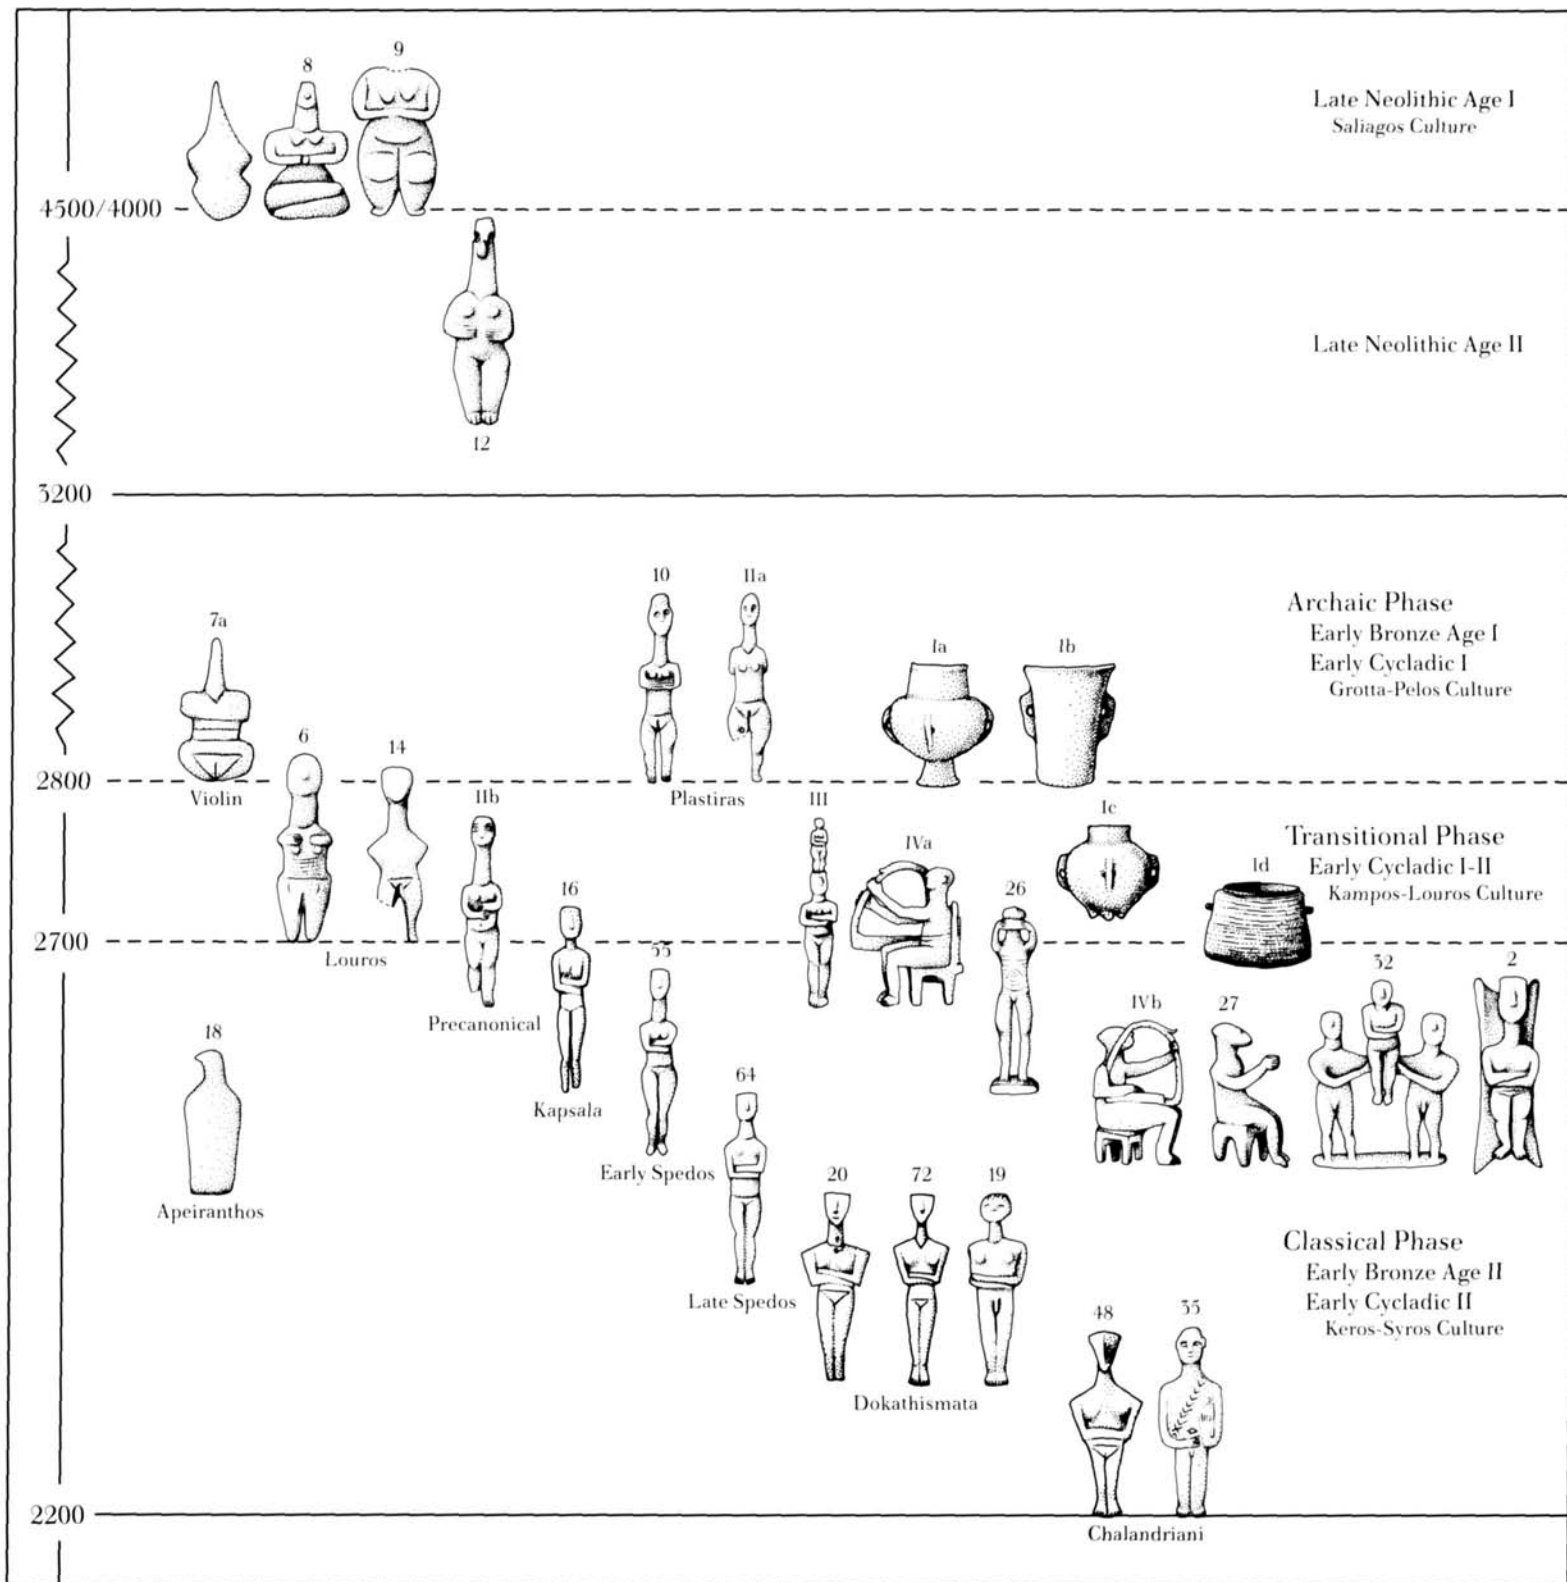 8
9
Late Neolithic Age I
Saliagos Culture
4500/4000
Late Neolithic Age II
12
3200
10
IIa
Archaic Phase
7a
Early Bronze Age I
Ia
Ib
Early Cycladic I
Grotta-Pelos Culture
6
14
2800
Violin
IIb
Plastiras
III
Ic
Transitional Phase
IVa
Early Cycladic I-II
16
26
Id
Kampos-Louros Culture
2700
Louros
33
32
2
Precanonical
IVb
27
18
64
Kapsala
Early Spedos
20
72
19
Apeiranthos
Classical Phase
Early Bronze Age II
Late Spedos
Early Cycladic II
48
35
Keros-Syros Culture
Dokathismata
2200
Chalandriani